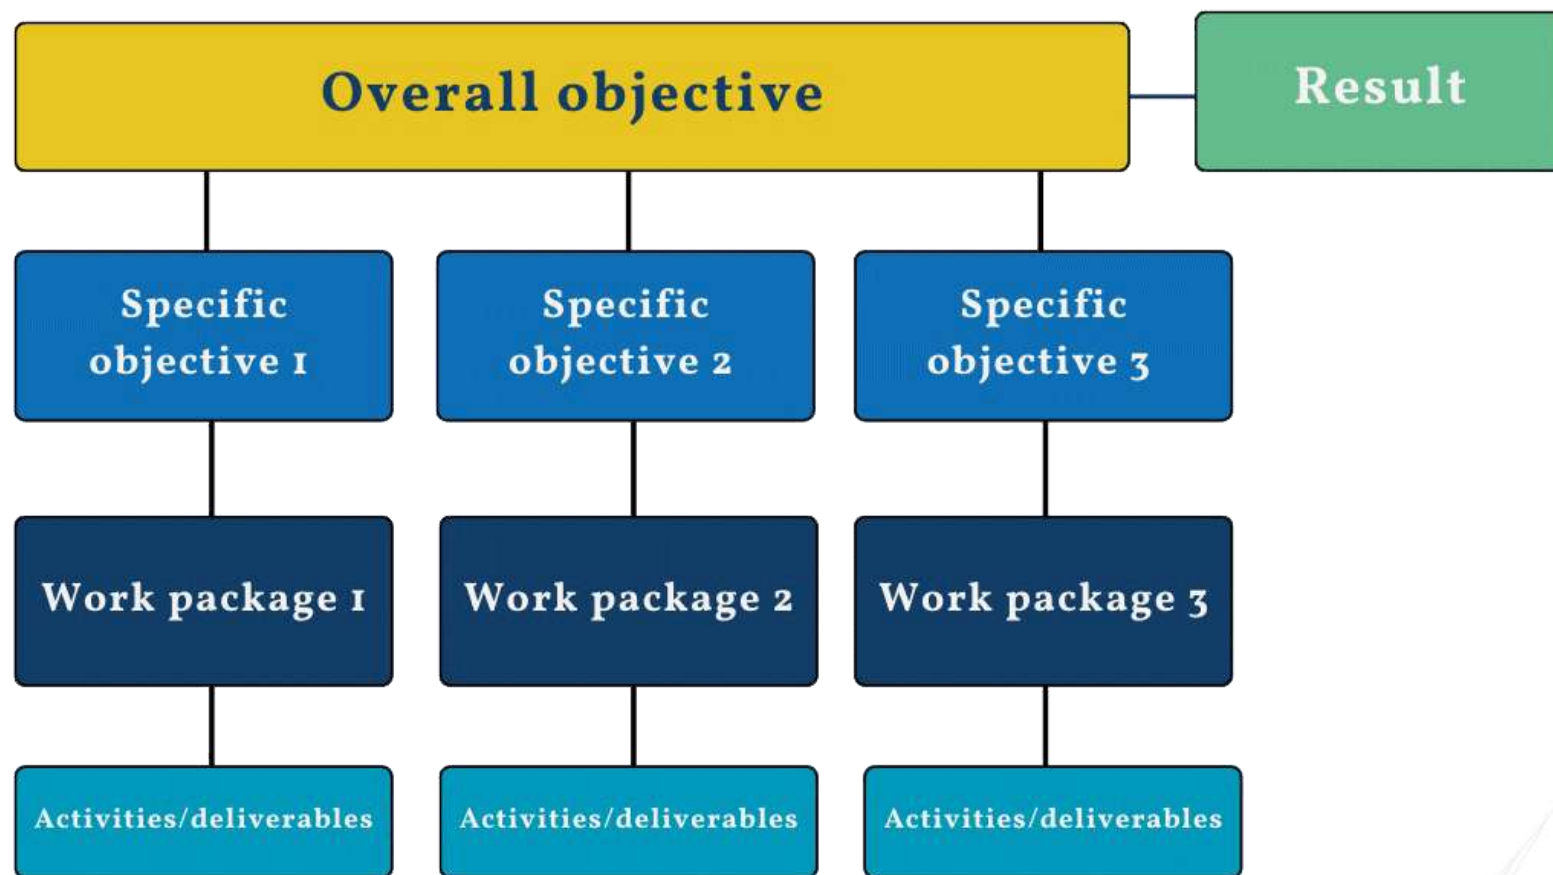 Overall objective
Result
Specific
objective 1
Specific
objective 2
Specific
objective 3
Work package 1
Work package 2
Work package 3
Activities/deliverables
Activities/deliverables
Activities/deliverables